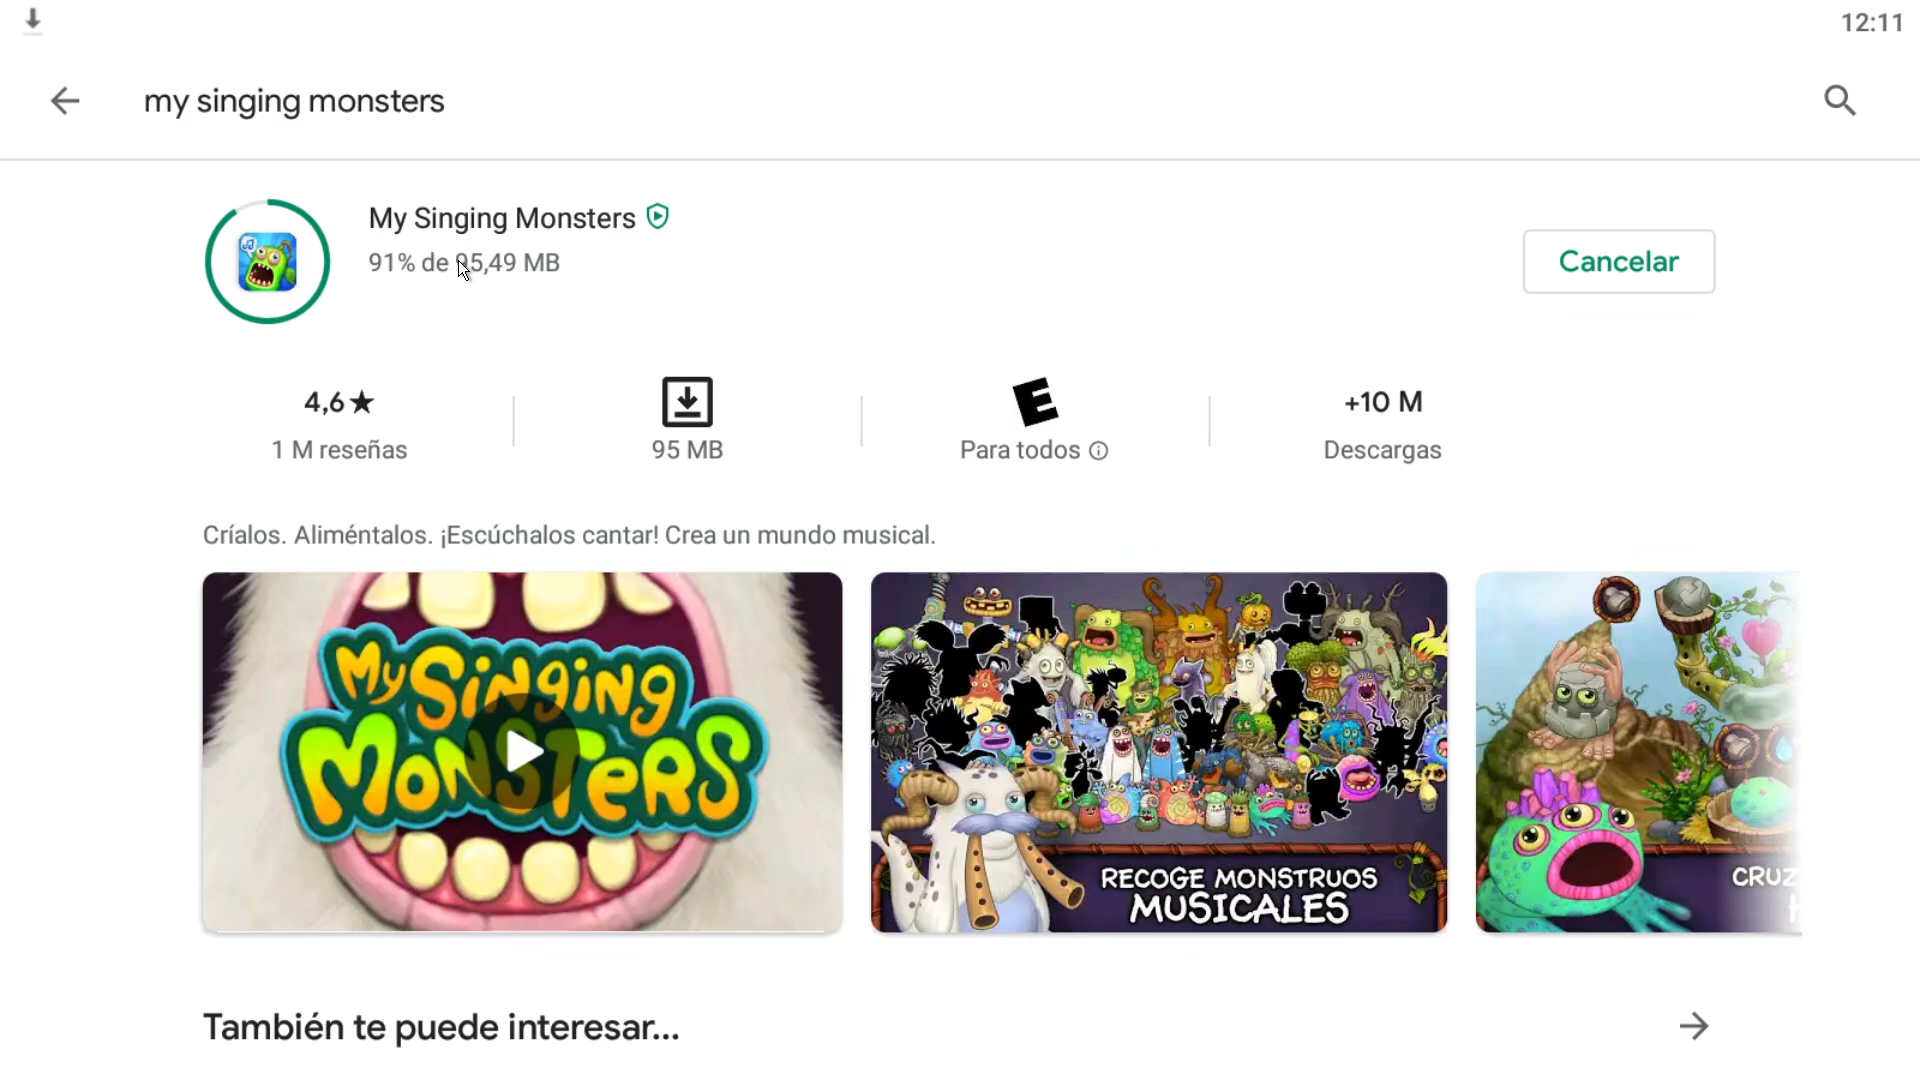 12:11
my singing monsters
My Singing Monsters
91% de 95,49 MB
Cancelar
4,6★
1 M reseñas
95 MB
E
Para todos
+10 M
Descargas
Críalos. Aliméntalos. ¡Escúchalos cantar! Crea un mundo musical.
My Singing
Monsters
RECOGE MONSTRUOS
MUSICALES
CRUZ
También te puede interesar...